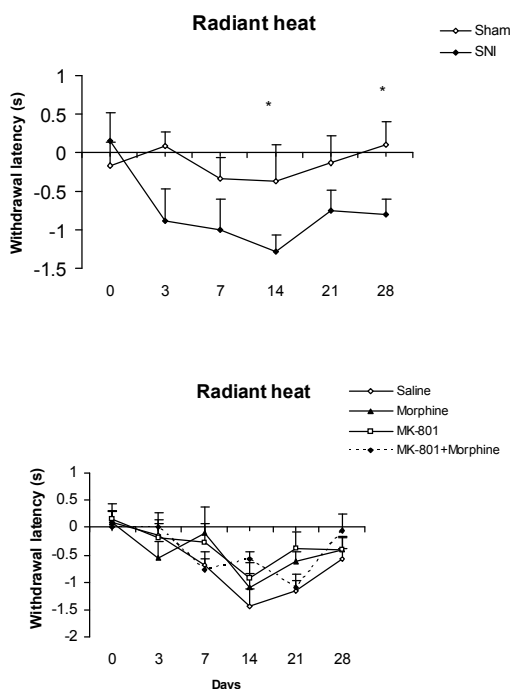 Radiant heat
Sham
SNI
Withdrawal latency (s)
1
0.5
0
-0.5
-1
-1.5
*
*
0 3 7 14 21 28
Radiant heat
Saline
Morphine
MK-801
MK-801+Morphine
Withdrawal latency (s)
1
0.5
0
-0.5
-1
-1.5
-2
0 3 7 14 21 28
Days